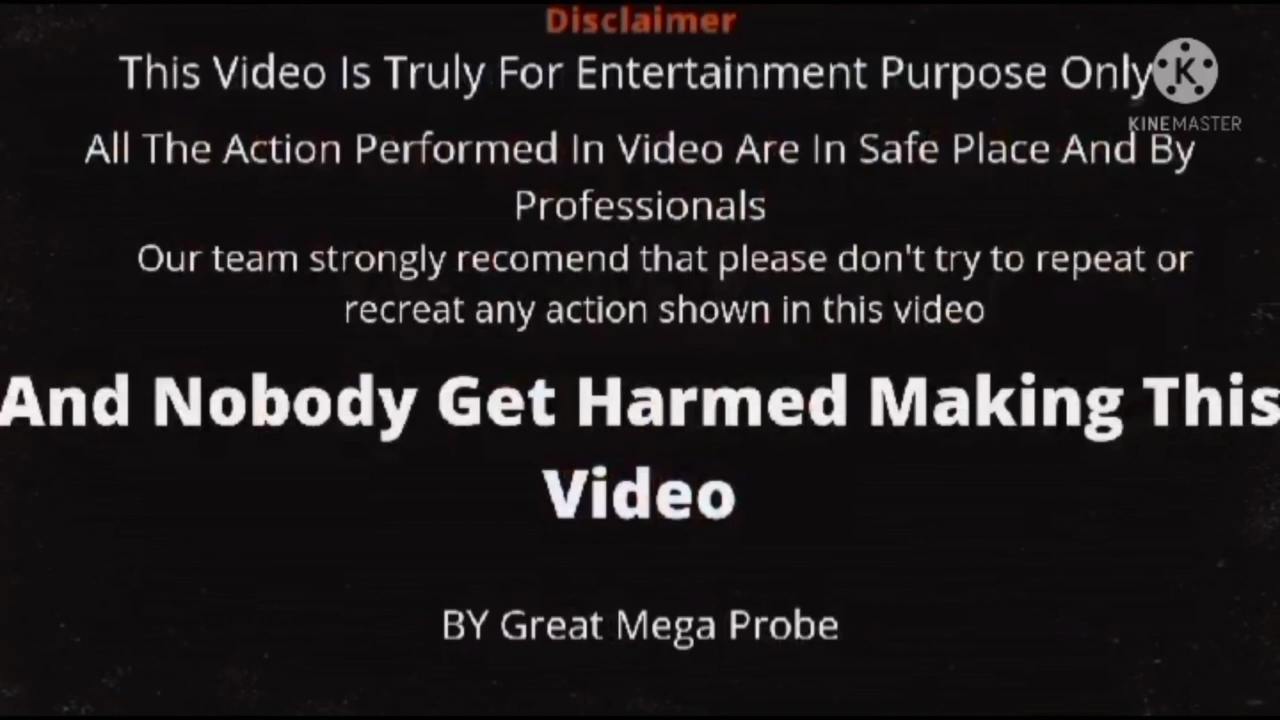 Disclaimer
This Video Is Truly For Entertainment Purpose Only
KINEMASTER
All The Action Performed In Video Are In Safe Place And By
Professionals
Our team strongly recomend that please don't try to repeat or
recreat any action shown in this video
And Nobody Get Harmed Making This
Video
BY Great Mega Probe